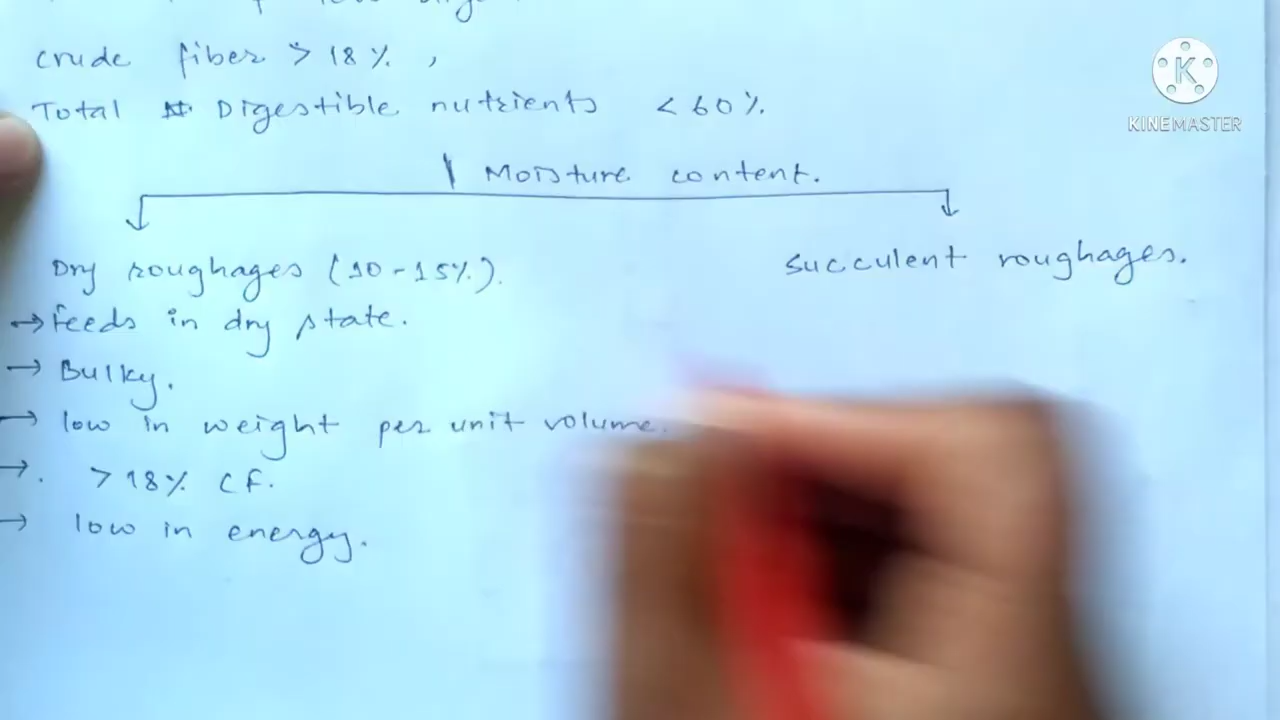 crude fiber > 18 % ,
Total Digestible nutrients < 60 %.
Moisture content.
Dry roughages (10-15%).
succulent roughages.
→ feeds in dry state.
→ Bulky.
→ low in weight per unit volume.
→. > 18% CF.
→ low in energy.
K
KINEMASTER